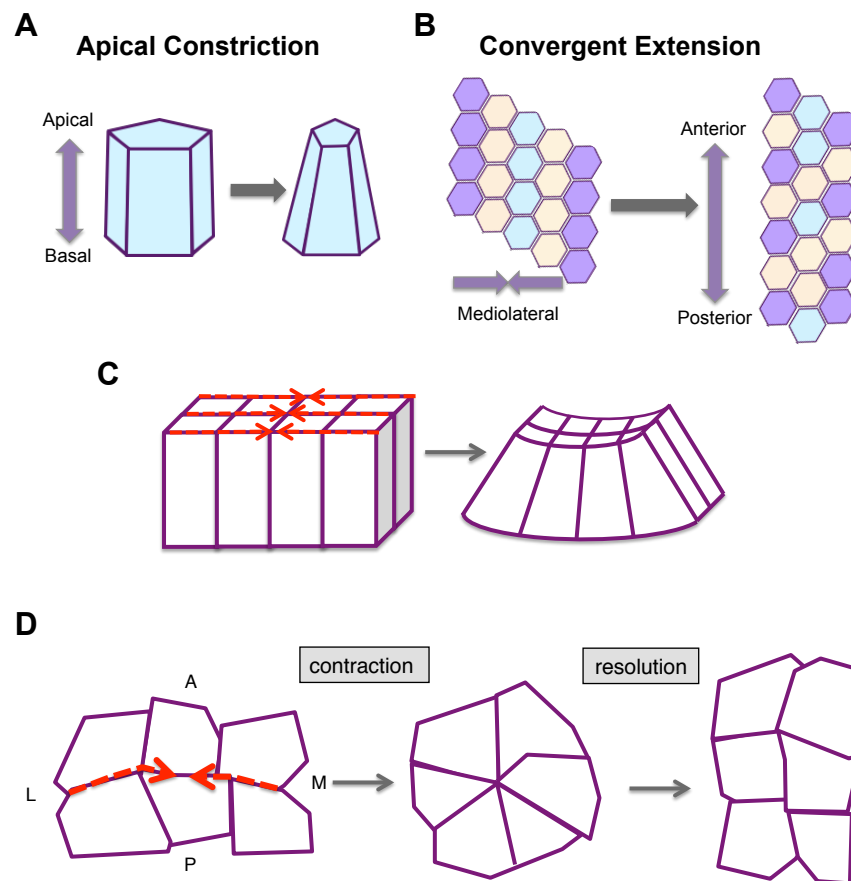 A
Apical Constriction
Apical
Basal
B
Convergent Extension
Mediolateral
Anterior
Posterior
C
D
contraction
resolution
A
L
M
P